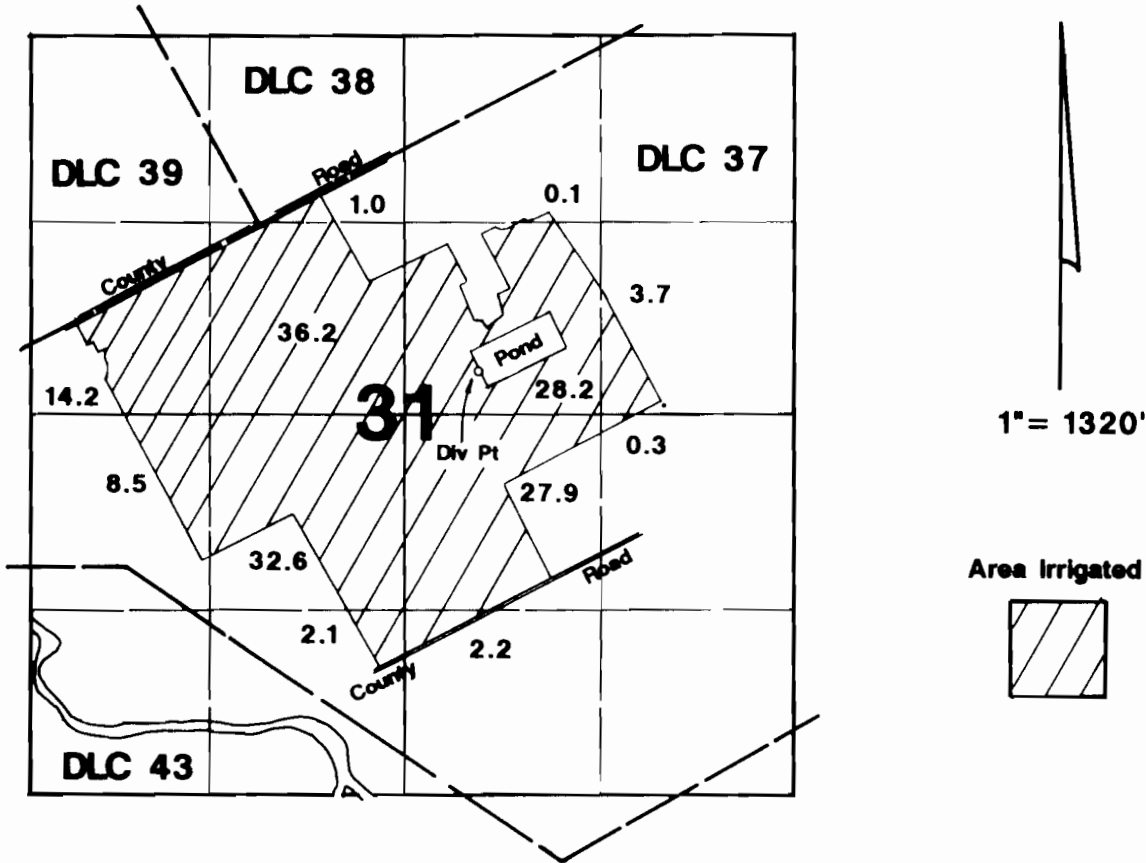 DLC 38
DLC 39
DLC 37
Road
1.0
0.1
County
3.7
36.2
Pond
28.2
14.2
31
1"= 1320'
Div Pt
0.3
8.5
27.9
32.6
Road
Area Irrigated
2.1
2.2
County
DLC 43